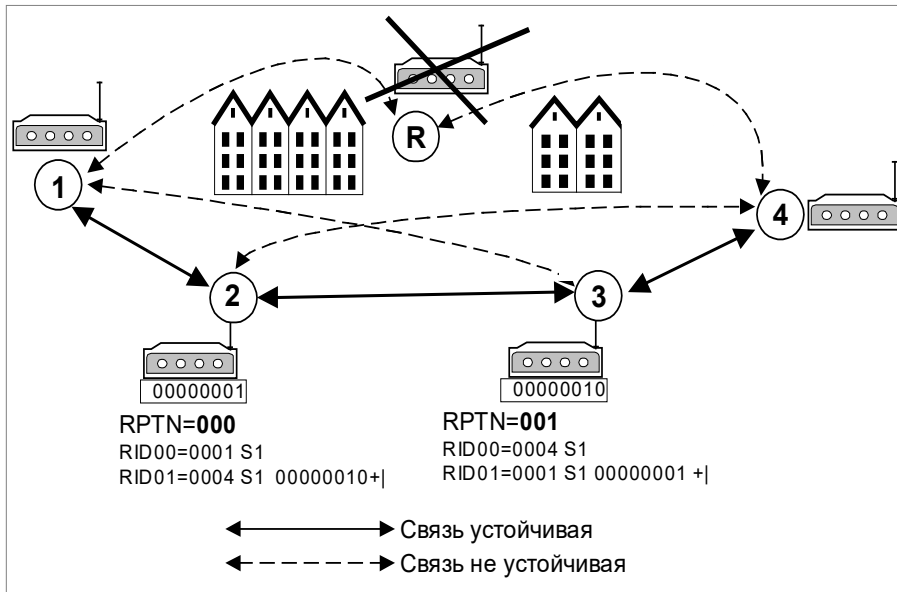 R
1
4
2
3
00000001
00000010
RPTN=000
RID00=0001 S1
RID01=0004 S1 00000010+|
RPTN=001
RID00=0004 S1
RID01=0001 S1 00000001 +|
Связь устойчивая
Связь не устойчивая